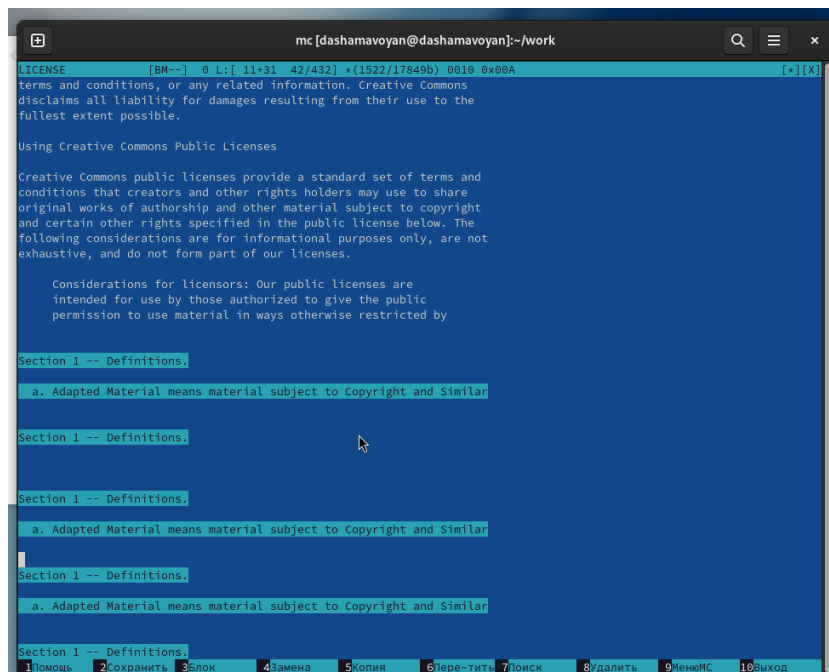 mc [dashamavoyan@dashamavoyan]:~/work
LICENSE [BM--] 0 L:[ 11+31 42/432] *(1522/17849b) 0010 0x00A [*][X]
terms and conditions, or any related information. Creative Commons
disclaims all liability for damages resulting from their use to the
fullest extent possible.
Using Creative Commons Public Licenses
Creative Commons public licenses provide a standard set of terms and
conditions that creators and other rights holders may use to share
original works of authorship and other material subject to copyright
and certain other rights specified in the public license below. The
following considerations are for informational purposes only, are not
exhaustive, and do not form part of our licenses.
Considerations for licensors: Our public licenses are
intended for use by those authorized to give the public
permission to use material in ways otherwise restricted by
Section 1 -- Definitions.
a. Adapted Material means material subject to Copyright and Similar
Section 1 -- Definitions.
Section 1 -- Definitions.
a. Adapted Material means material subject to Copyright and Similar
Section 1 -- Definitions.
a. Adapted Material means material subject to Copyright and Similar
Section 1 -- Definitions.
1Помощь 2Сохранить 3Блок 4Замена 5Копия 6Пере~тить 7Поиск 8Удалить 9МенюMC 10Выход